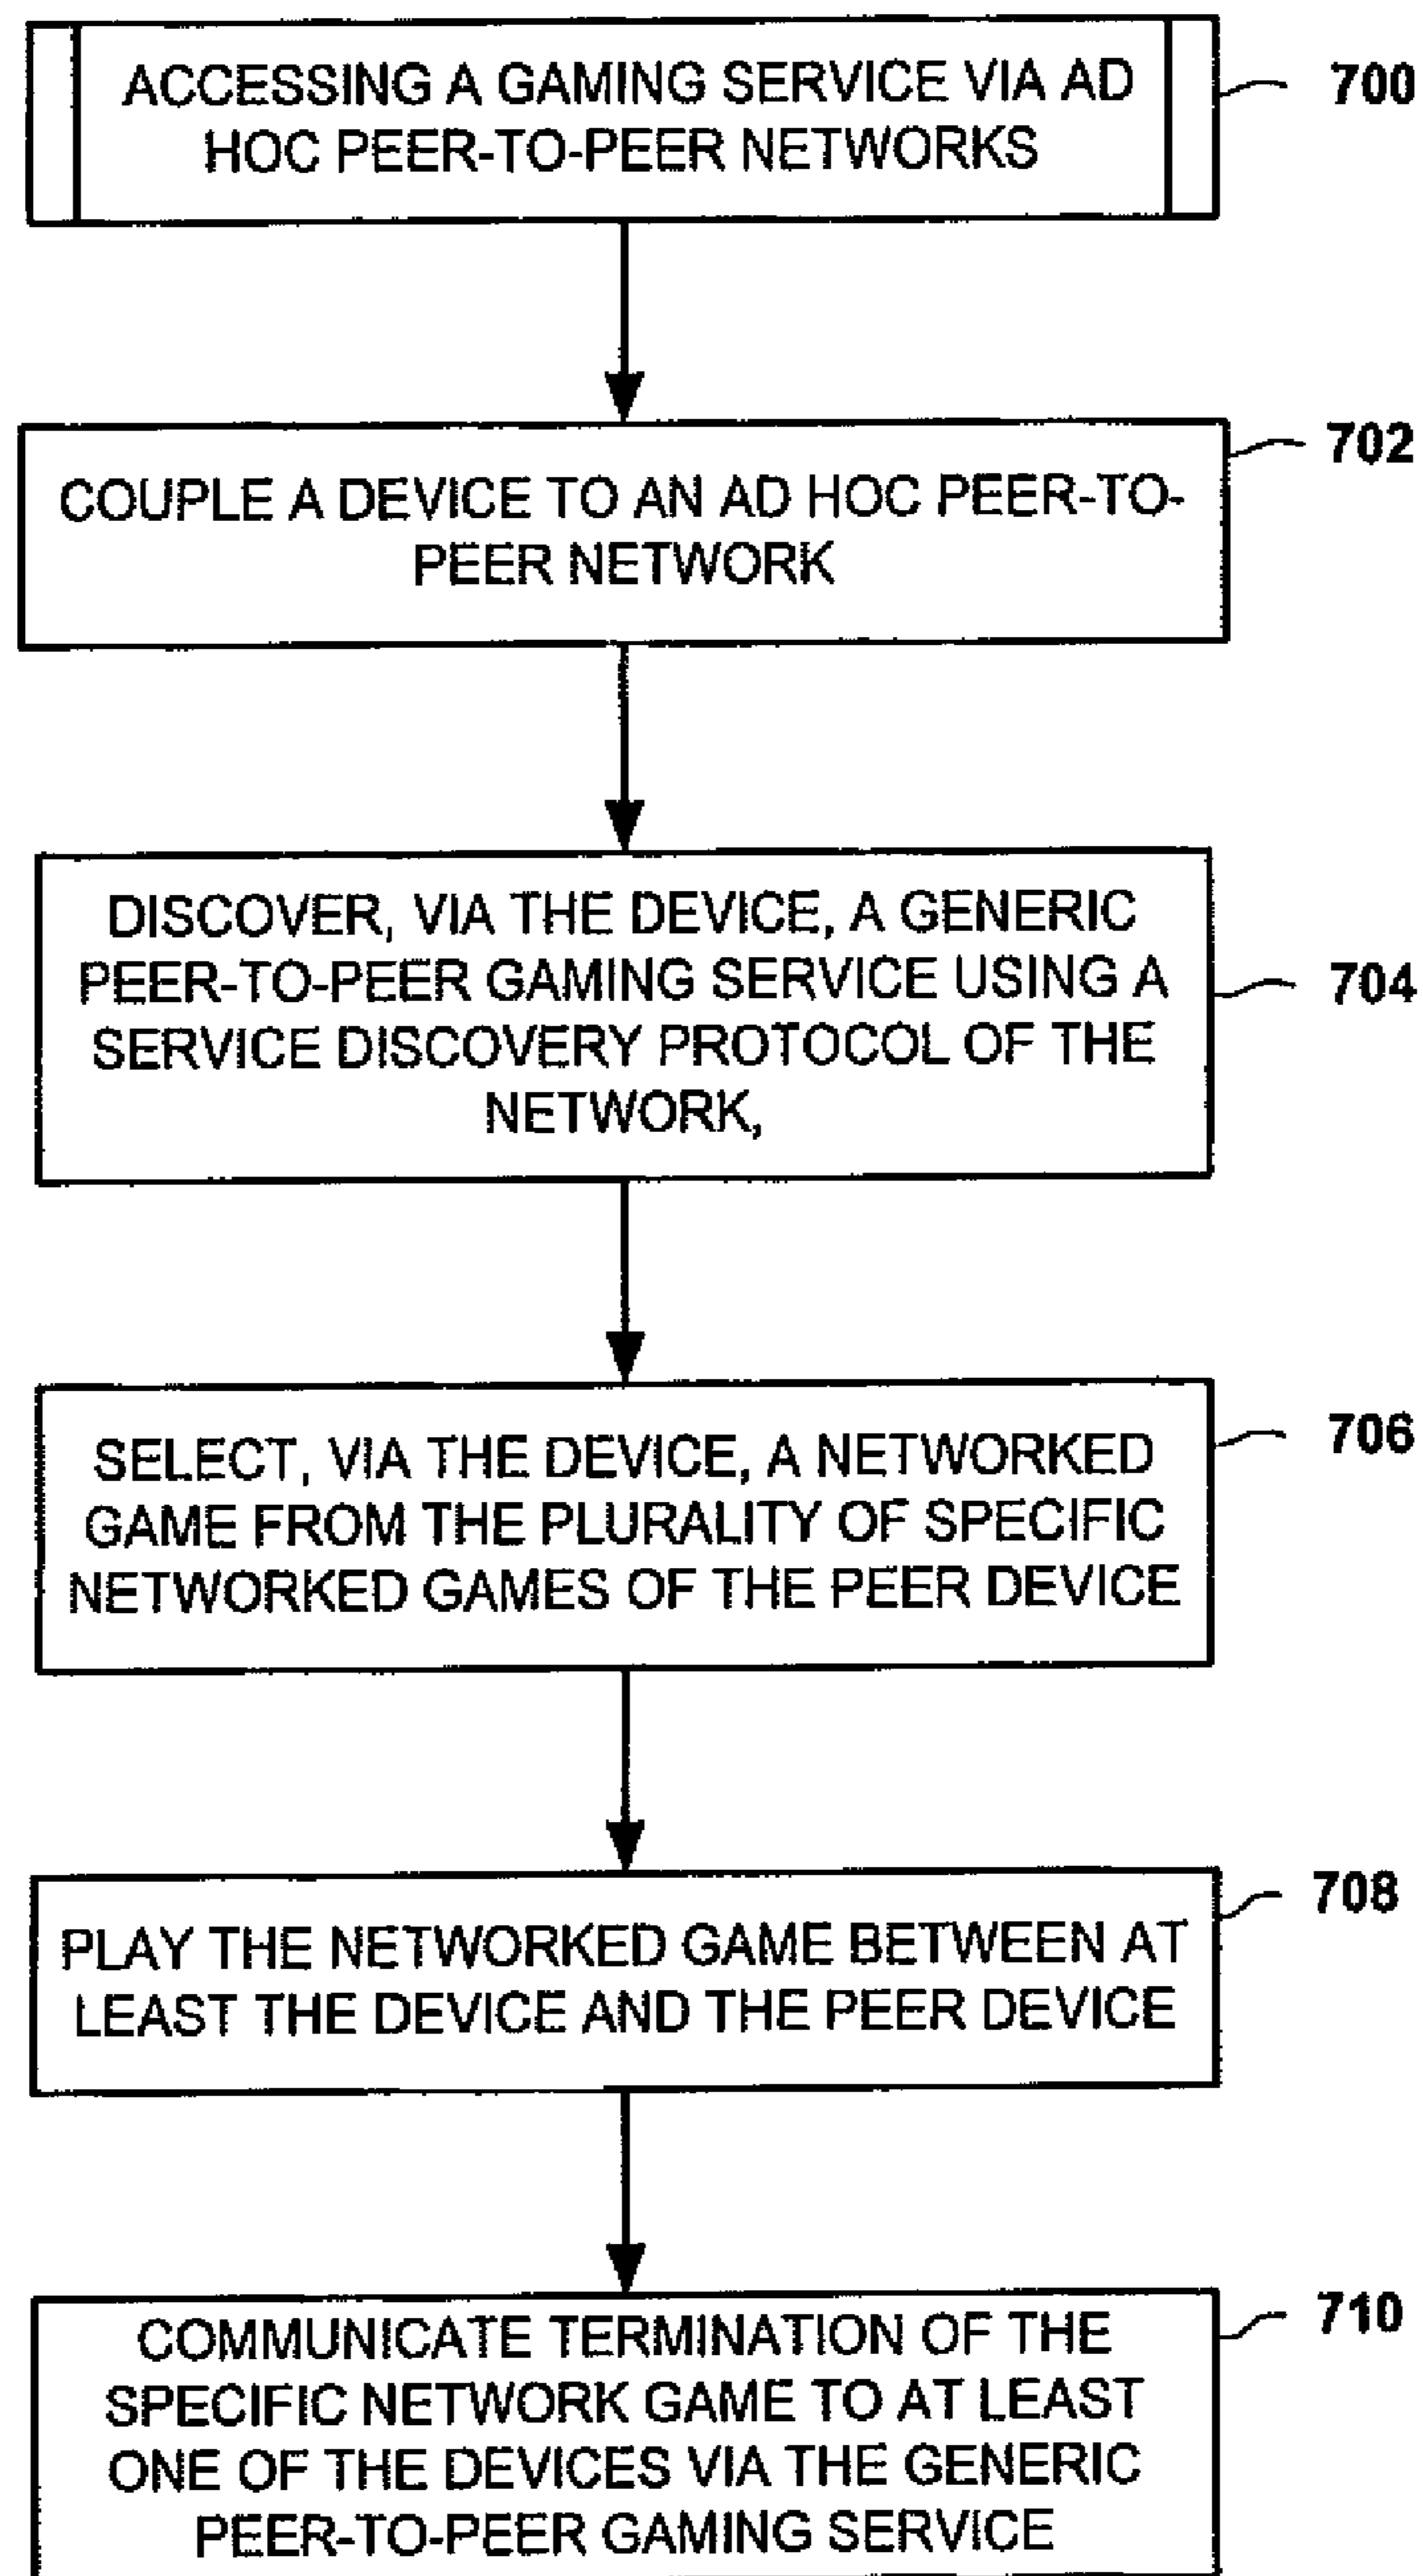 ACCESSING A GAMING SERVICE VIA AD
HOC PEER-TO-PEER NETWORKS
700
COUPLE A DEVICE TO AN AD HOC PEER-TO-
PEER NETWORK
702
DISCOVER, VIA THE DEVICE, A GENERIC
PEER-TO-PEER GAMING SERVICE USING A
SERVICE DISCOVERY PROTOCOL OF THE
NETWORK,
704
SELECT, VIA THE DEVICE, A NETWORKED
GAME FROM THE PLURALITY OF SPECIFIC
NETWORKED GAMES OF THE PEER DEVICE
706
PLAY THE NETWORKED GAME BETWEEN AT
LEAST THE DEVICE AND THE PEER DEVICE
708
COMMUNICATE TERMINATION OF THE
SPECIFIC NETWORK GAME TO AT LEAST
ONE OF THE DEVICES VIA THE GENERIC
PEER-TO-PEER GAMING SERVICE
710